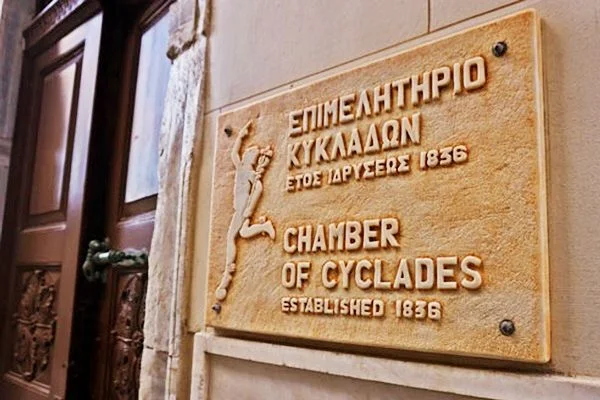 ΕΠΙΜΕΛΗΤΗΡΙΟ
ΚΥΚΛΑΔΩΝ
ΕΤΟΣ ΙΔΡΥΣΕΩΣ 1836
CHAMBER
OF CYCLADES
ESTABLISHED 1836